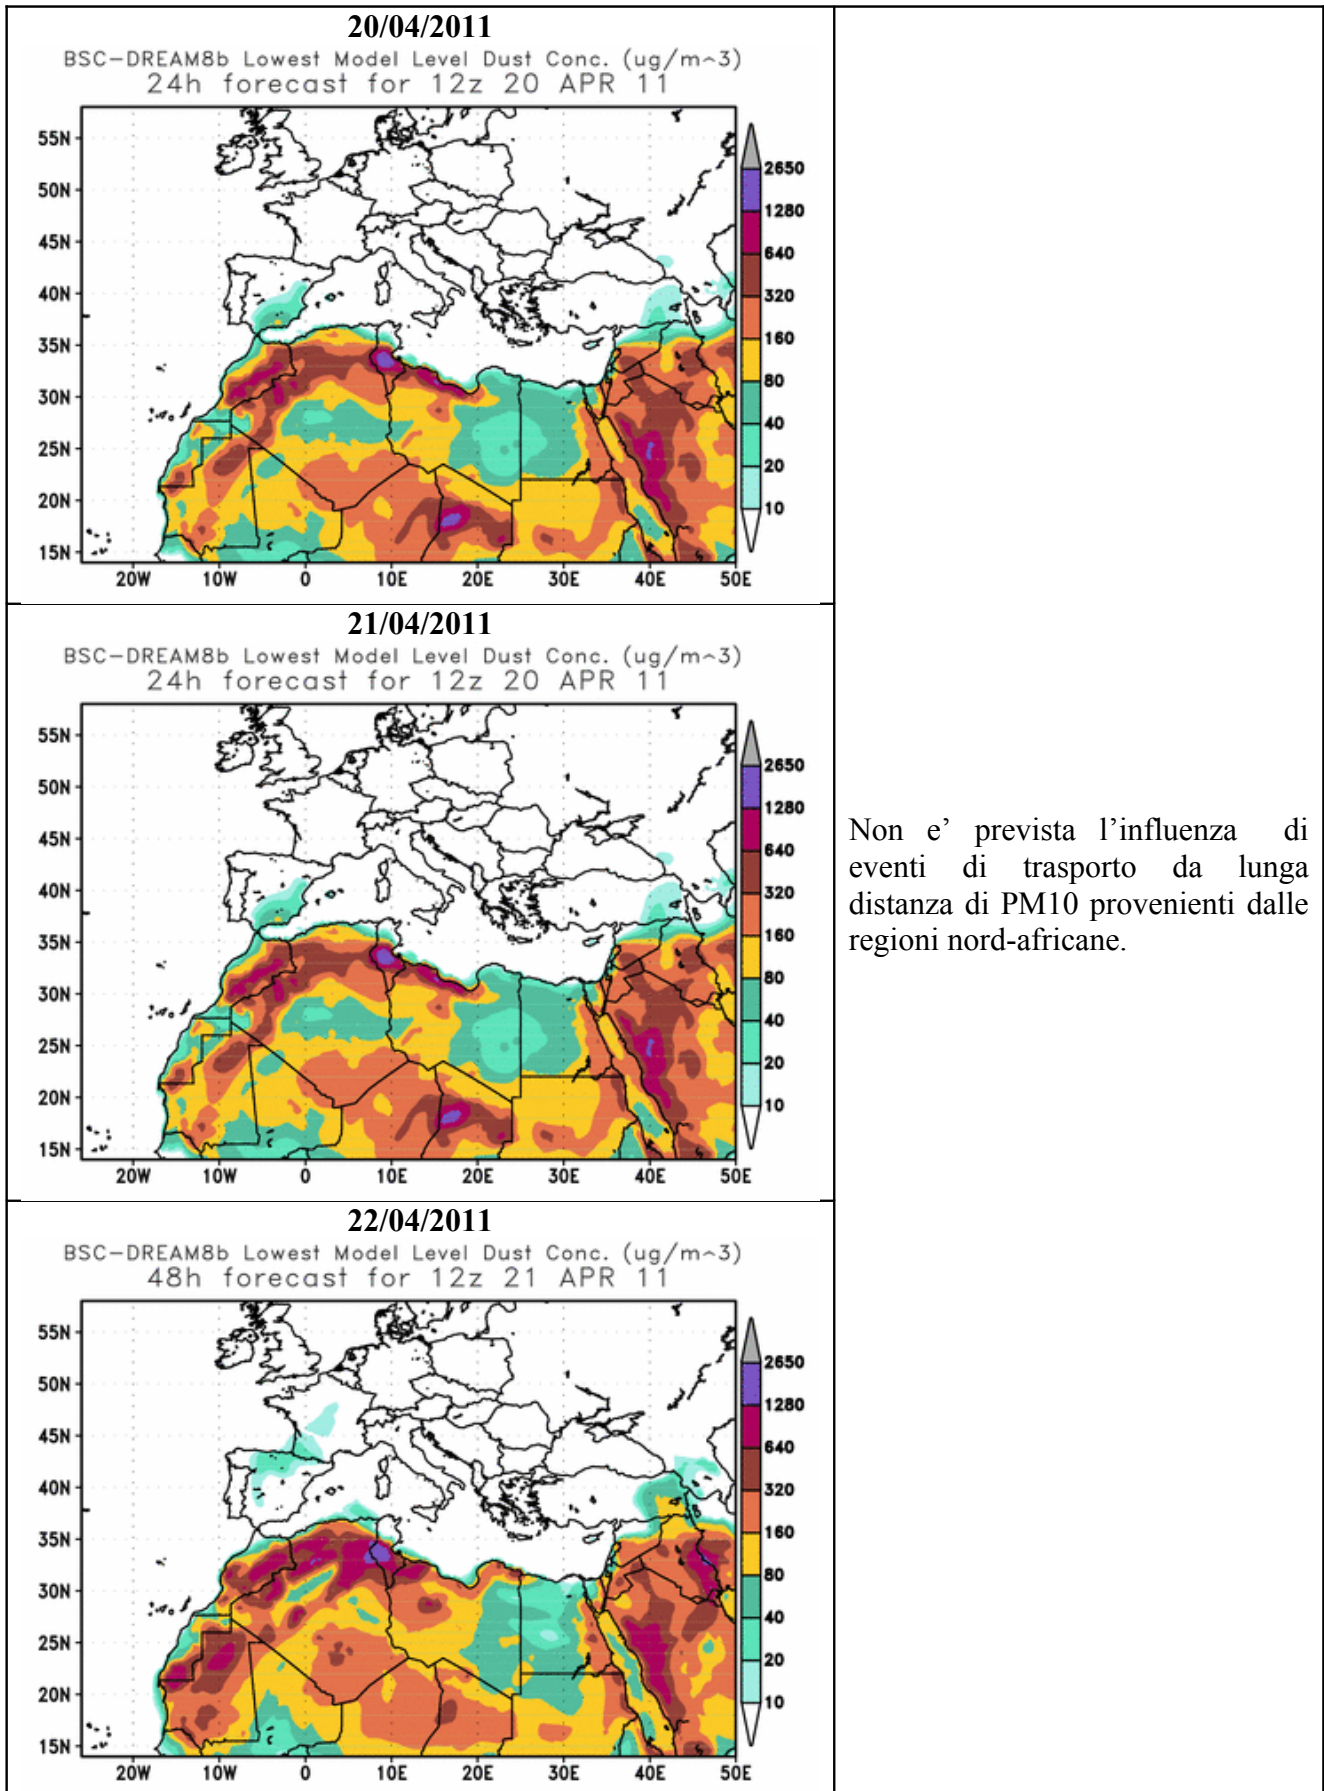 20/04/2011
BSC-DREAM8b Lowest Model Level Dust Conc. (ug/m^3)
24h forecast for 12z 20 APR 11
55N
50N
45N
40N
35N
30N
25N
20N
15N
20W 10W 0 10E 20E 30E 40E 50E
2650
1280
640
320
160
80
40
20
10
21/04/2011
BSC-DREAM8b Lowest Model Level Dust Conc. (ug/m^3)
24h forecast for 12z 20 APR 11
55N
50N
45N
40N
35N
30N
25N
20N
15N
20W 10W 0 10E 20E 30E 40E 50E
2650
1280
640
320
160
80
40
20
10
22/04/2011
BSC-DREAM8b Lowest Model Level Dust Conc. (ug/m^3)
48h forecast for 12z 21 APR 11
55N
50N
45N
40N
35N
30N
25N
20N
15N
20W 10W 0 10E 20E 30E 40E 50E
2650
1280
640
320
160
80
40
20
10
Non e’ prevista l’influenza di
eventi di trasporto da lunga
distanza di PM10 provenienti dalle
regioni nord-africane.